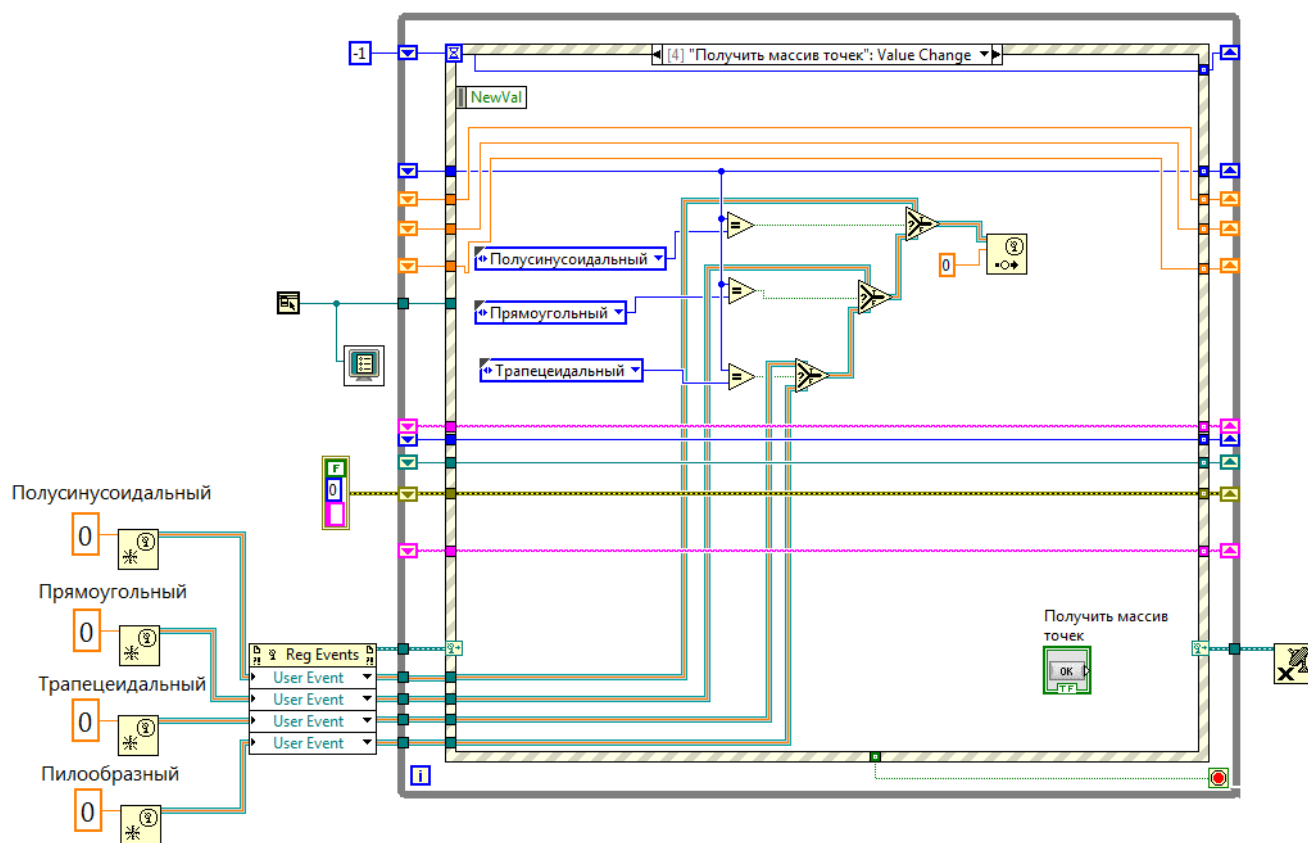 -1
[4] "Получить массив точек": Value Change
NewVal
=
?
F
Полусинусоидальный
0
=
?
F
Прямоугольный
=
?
F
Трапецеидальный
F
0
Полусинусоидальный
0
Прямоугольный
0
Получить массив
точек
Reg Events
OK
TF
User Event
Трапецеидальный
User Event
0
User Event
User Event
Пилообразный
i
0